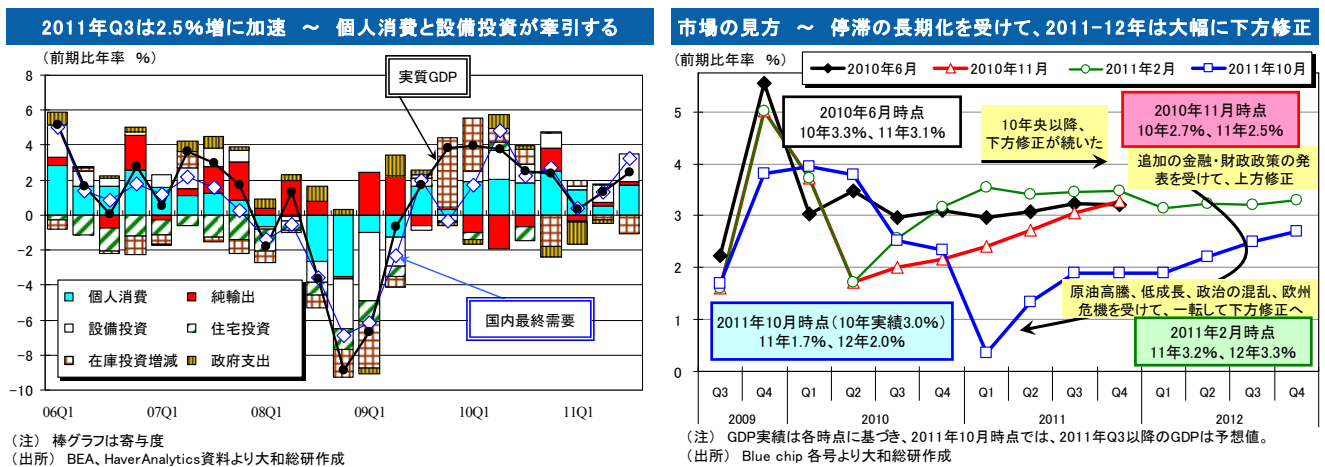 2011年Q3は2.5%増に加速 ～ 個人消費と設備投資が牽引する
(前期比年率 %)
8
6
4
2
0
-2
-4
-6
-8
-10
実質GDP
国内最終需要
個人消費
純輸出
設備投資
住宅投資
在庫投資増減
政府支出
06Q1
07Q1
08Q1
09Q1
10Q1
11Q1
(注) 棒グラフは寄与度
(出所) BEA、HaverAnalytics資料より大和総研作成
市場の見方 ～ 停滞の長期化を受けて、2011-12年は大幅に下方修正
(前期比年率 %)
2010年6月
2010年11月
2011年2月
2011年10月
5
4
3
2
1
0
2010年6月時点
10年3.3%、11年3.1%
10年央以降、
下方修正が続いた
2010年11月時点
10年2.7%、11年2.5%
追加の金融・財政政策の発
表を受けて、上方修正
原油高騰、低成長、政治の混乱、欧州
危機を受けて、一転して下方修正へ
2011年10月時点(10年実績3.0%)
11年1.7%、12年2.0%
2011年2月時点
11年3.2%、12年3.3%
Q3
Q4
Q1
Q2
Q3
Q4
Q1
Q2
Q3
Q4
Q1
Q2
Q3
Q4
2009
2010
2011
2012
(注) GDP実績は各時点に基づき、2011年10月時点では、2011年Q3以降のGDPは予想値。
(出所) Blue chip 各号より大和総研作成